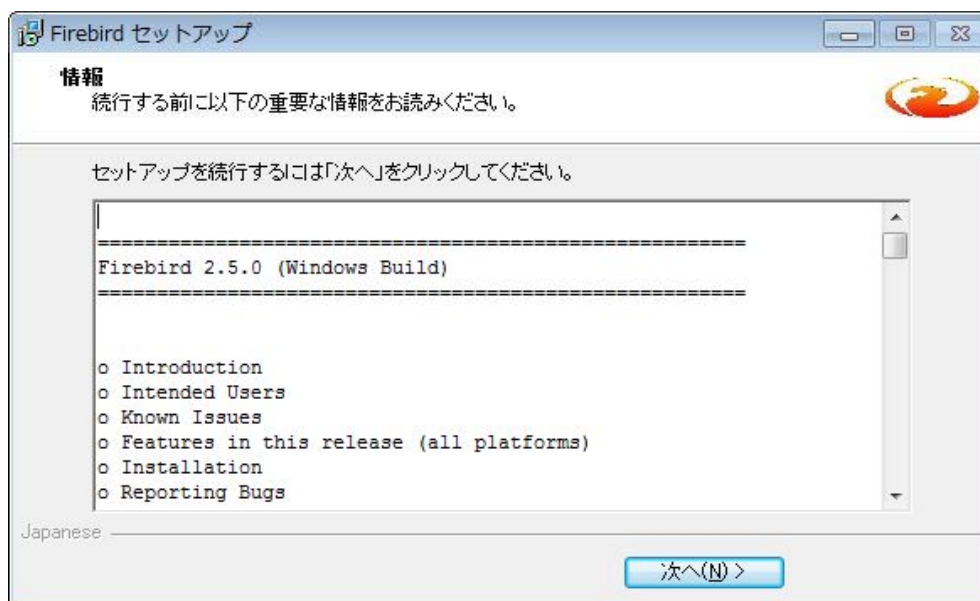 Firebird セットアップ
情報
続行する前に以下の重要な情報をお読みください。
セットアップを続行するには「次へ」をクリックしてください。
=======================================================
Firebird 2.5.0 (Windows Build)
=======================================================
o Introduction
o Intended Users
o Known Issues
o Features in this release (all platforms)
o Installation
o Reporting Bugs
Japanese
次へ(N) >